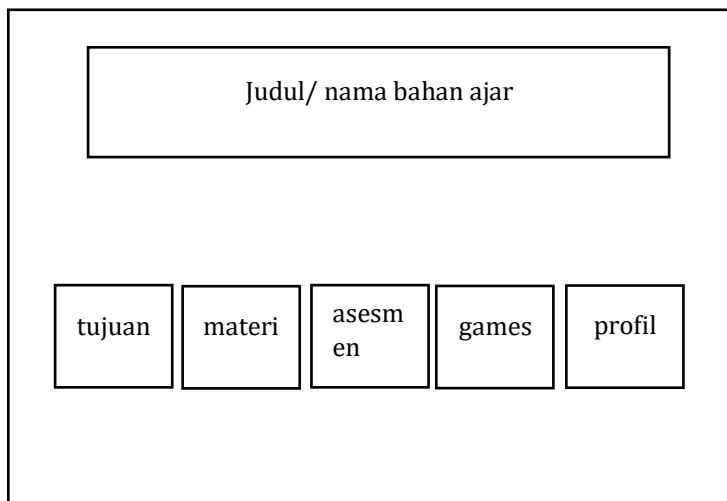 Judul/ nama bahan ajar
tujuan
materi
asesm
en
games
profil